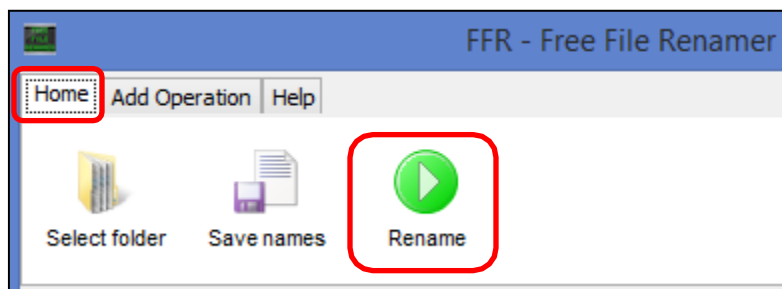 FFR - Free File Renamer
Home Add Operation Help
Select folder Save names Rename